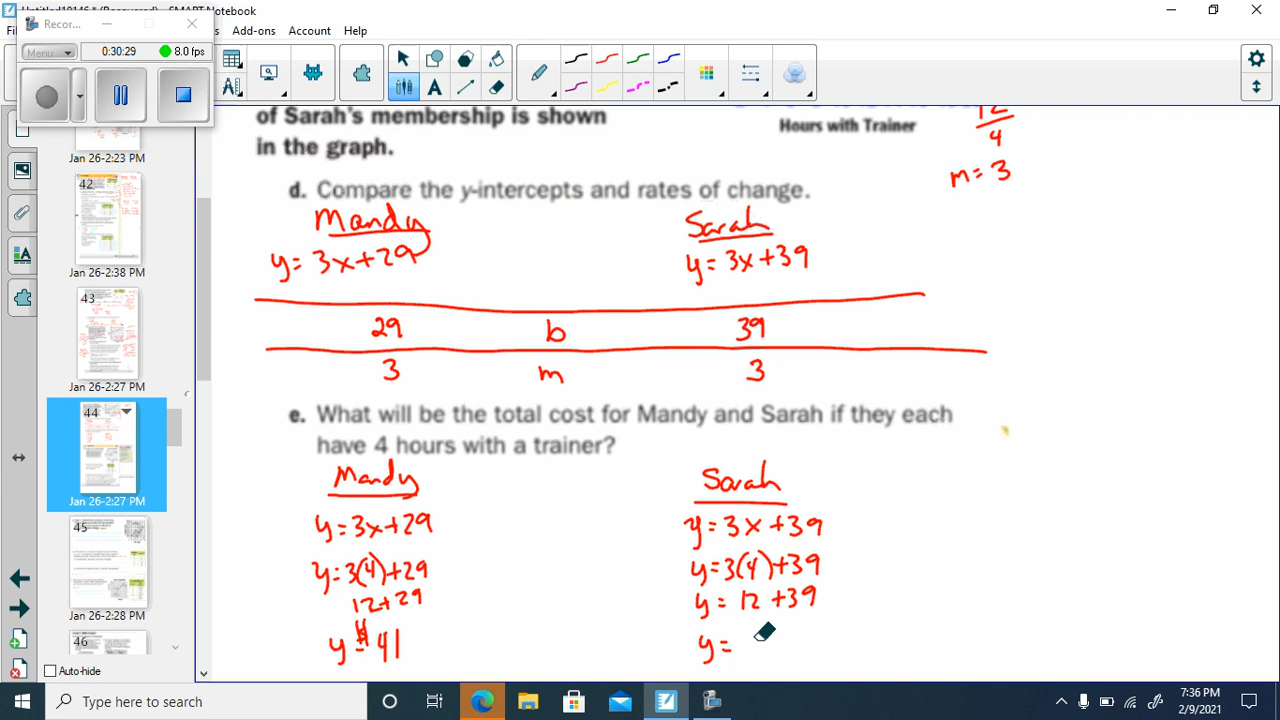 Recor...
Menu
0:30:29
8.0 fps
SMART Notebook
Add-ons Account Help
Jan 26-2:23 PM
42
Jan 26-2:38 PM
43
Jan 26-2:27 PM
44
Jan 26-2:27 PM
45
Jan 26-2:28 PM
46
Auto-hide
of Sarah's membership is shown
in the graph.
Hours with Trainer
12
4
m = 3
d. Compare the y-intercepts and rates of change.
Mandy Sarah
y = 3x+29 y = 3x+39
29 b 39
3 m 3
e. What will be the total cost for Mandy and Sarah if they each
have 4 hours with a trainer?
Mandy Sarah
y = 3x+29 y = 3x +39
y = 3(4)+29 y = 3(4)+39
12+29 y = 12 +39
y = 41 y =
Type here to search
7:36 PM
2/9/2021